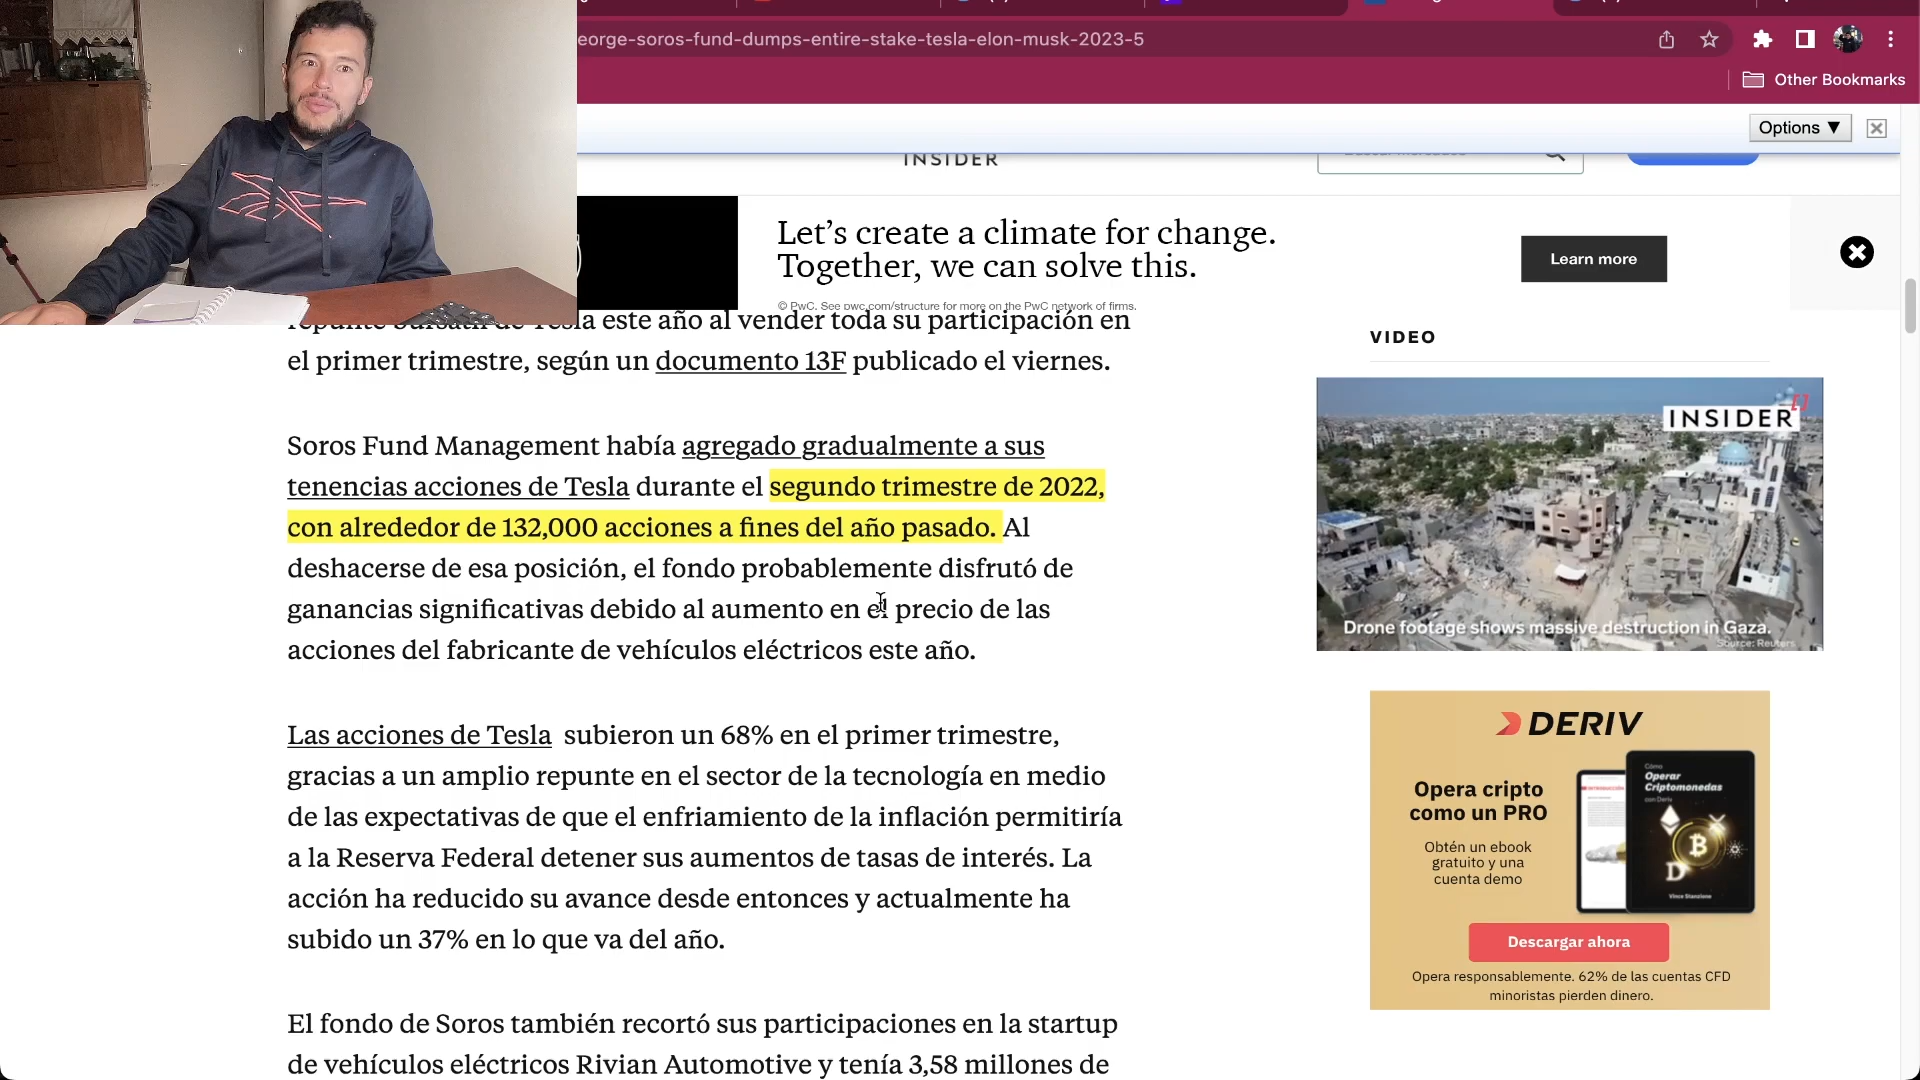 eorge-soros-fund-dumps-entire-stake-tesla-elon-musk-2023-5
Other Bookmarks
Options ▼
INSIDER
Let's create a climate for change.
Together, we can solve this.
© PwC. See pwc.com/structure for more on the PwC network of firms.
Learn more
Tesla este año al vender toda su participación en
el primer trimestre, según un documento 13F publicado el viernes.
Soros Fund Management había agregado gradualmente a sus
tenencias acciones de Tesla durante el segundo trimestre de 2022,
con alrededor de 132,000 acciones a fines del año pasado. Al
deshacerse de esa posición, el fondo probablemente disfrutó de
ganancias significativas debido al aumento en el precio de las
acciones del fabricante de vehículos eléctricos este año.
Las acciones de Tesla subieron un 68% en el primer trimestre,
gracias a un amplio repunte en el sector de la tecnología en medio
de las expectativas de que el enfriamiento de la inflación permitiría
a la Reserva Federal detener sus aumentos de tasas de interés. La
acción ha reducido su avance desde entonces y actualmente ha
subido un 37% en lo que va del año.
El fondo de Soros también recortó sus participaciones en la startup
de vehículos eléctricos Rivian Automotive y tenía 3,58 millones de
VIDEO
INSIDER
Drone footage shows massive destruction in Gaza.
Source: Reuters
DERIV
Opera cripto
como un PRO
Obtén un ebook
gratuito y una
cuenta demo
Cómo
Operar
Criptomonedas
con Deriv
Vince Stanzione
Descargar ahora
Opera responsablemente. 62% de las cuentas CFD
minoristas pierden dinero.